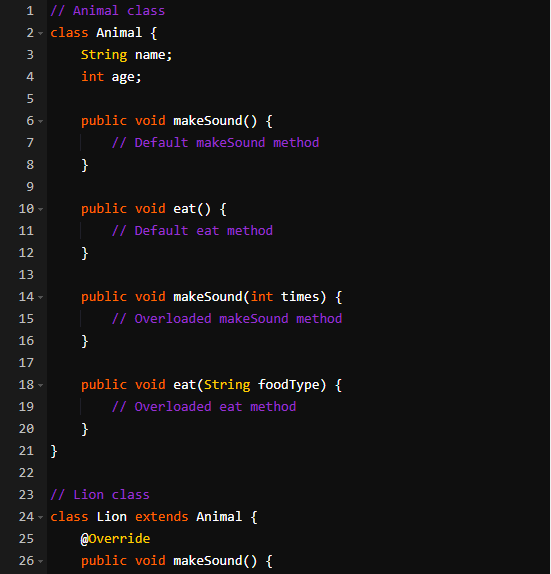 1 // Animal class
2 class Animal {
3     String name;
4     int age;
5
6     public void makeSound() {
7         // Default makeSound method
8     }
9
10     public void eat() {
11         // Default eat method
12     }
13
14     public void makeSound(int times) {
15         // Overloaded makeSound method
16     }
17
18     public void eat(String foodType) {
19         // Overloaded eat method
20     }
21 }
22
23 // Lion class
24 class Lion extends Animal {
25     @Override
26     public void makeSound() {